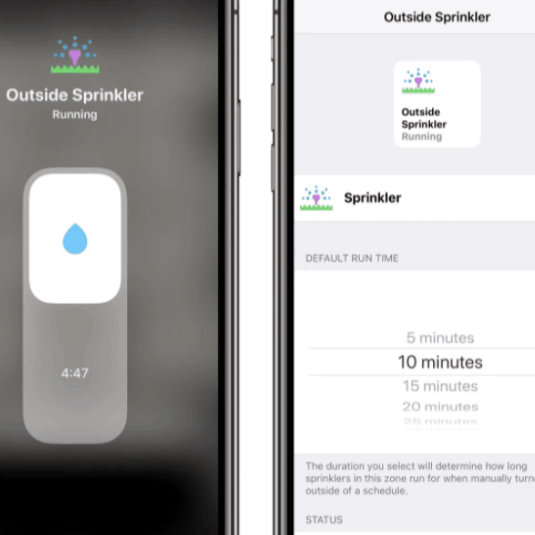 Outside Sprinkler
Running
4:47
Outside Sprinkler
Outside
Sprinkler
Running
Sprinkler
DEFAULT RUN TIME
5 minutes
10 minutes
15 minutes
20 minutes
25 minutes
The duration you select will determine how long
sprinklers in this zone run for when manually turn
outside of a schedule.
STATUS